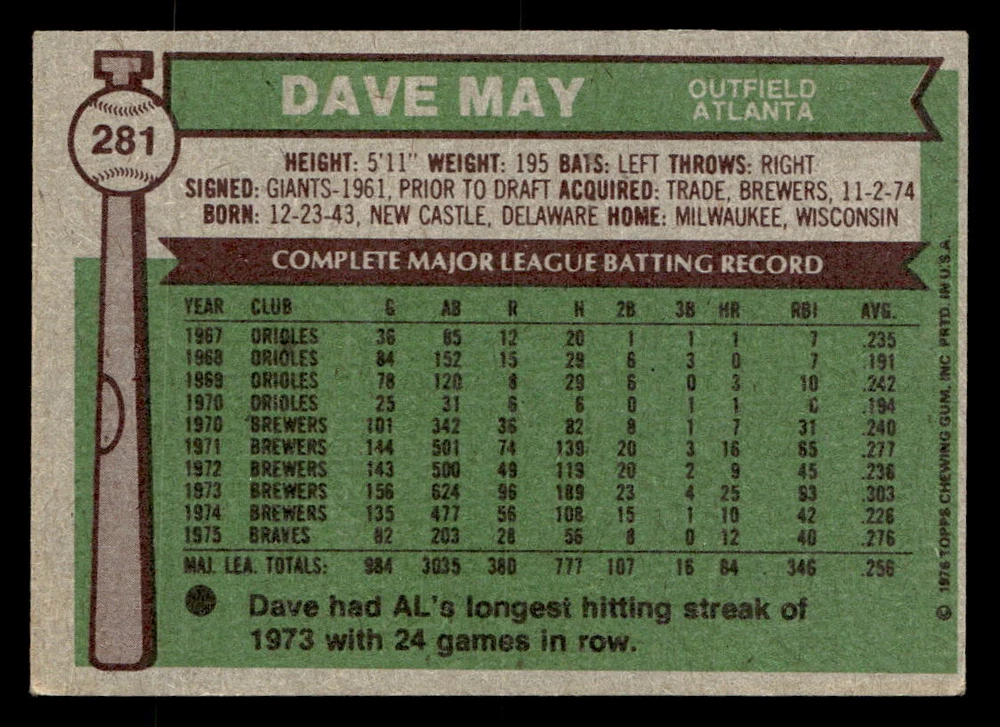 281
DAVE MAY
OUTFIELD
ATLANTA
HEIGHT: 5'11" WEIGHT: 195 BATS: LEFT THROWS: RIGHT
SIGNED: GIANTS-1961, PRIOR TO DRAFT ACQUIRED: TRADE, BREWERS, 11-2-74
BORN: 12-23-43, NEW CASTLE, DELAWARE HOME: MILWAUKEE, WISCONSIN
COMPLETE MAJOR LEAGUE BATTING RECORD
YEAR CLUB G AB R H 2B 3B HR RBI AVG.
1967 ORIOLES 36 85 12 20 1 1 1 7 .235
1968 ORIOLES 84 152 15 29 6 3 0 7 .191
1969 ORIOLES 78 120 8 29 6 0 3 10 .242
1970 ORIOLES 25 31 6 6 0 1 1 6 .194
1970 BREWERS 101 342 36 82 8 1 7 31 .240
1971 BREWERS 144 501 74 139 20 3 16 65 .277
1972 BREWERS 143 500 49 119 20 2 9 45 .238
1973 BREWERS 156 624 96 189 23 4 25 93 .303
1974 BREWERS 135 477 56 108 15 1 10 42 .226
1975 BRAVES 82 203 28 56 8 0 12 40 .276
MAJ. LEA. TOTALS: 984 3035 380 777 107 16 84 346 .256
Dave had AL's longest hitting streak of
1973 with 24 games in row.
© 1976 TOPPS CHEWING GUM, INC PRTD. IN U.S.A.